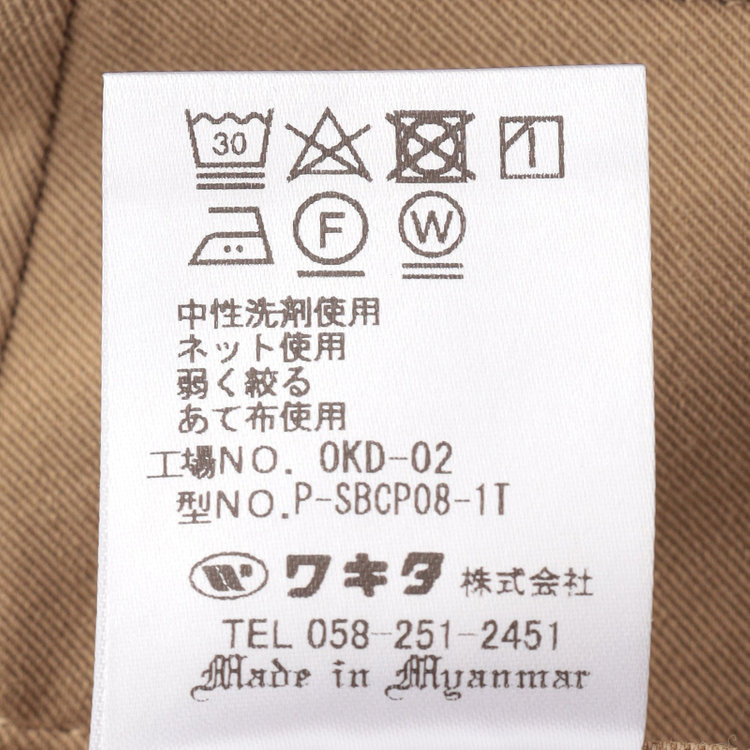 30
F W
中性洗剤使用
ネット使用
弱く絞る
あて布使用
工場NO. OKD-02
型NO.P-SBCP08-1T
W ワキタ 株式会社
TEL 058-251-2451
Made in Myanmar